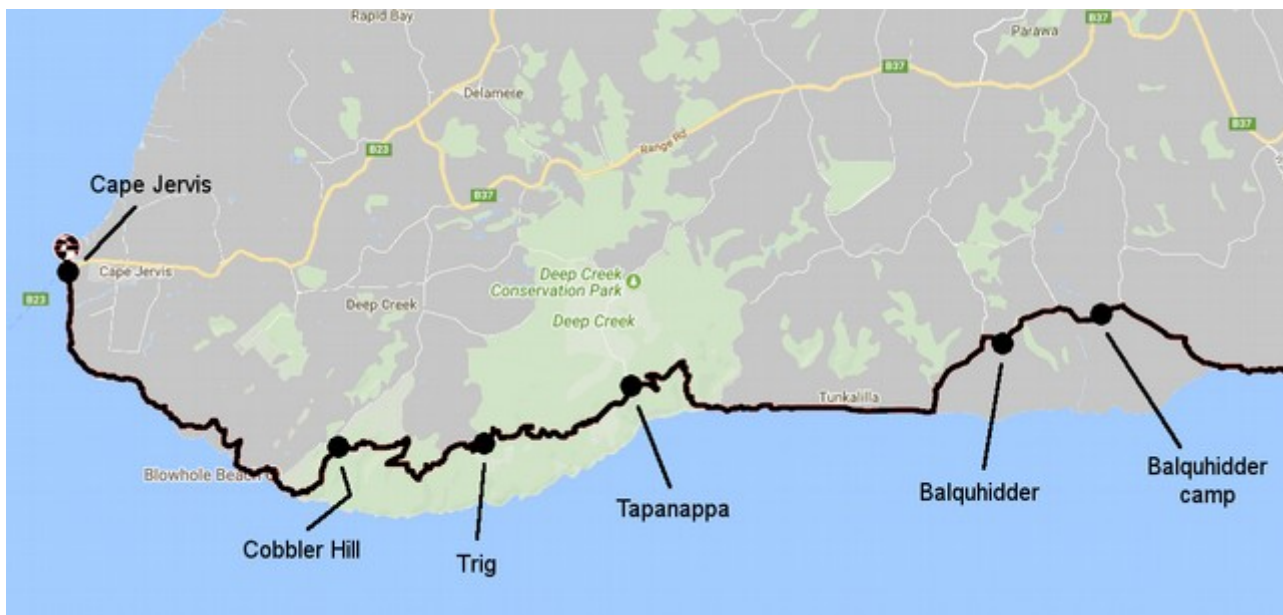 Rapid Bay
B37
Parawa
B37
Delamere
B37
B23
Range Rd
Cape Jervis
B37
Cape Jervis
Deep Creek
Conservation Park
B23
Deep Creek
Deep Creek
Tunkalilla
Blowhole Beach
Balquhidder
camp
Balquhidder
Tapanappa
Cobbler Hill
Trig